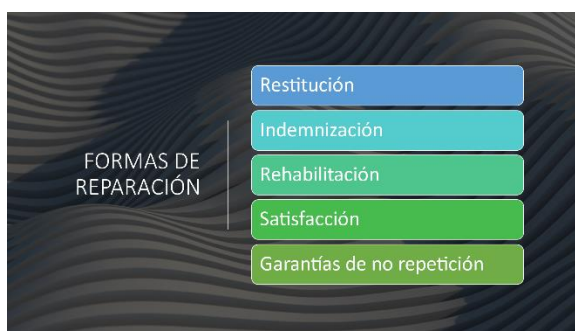 FORMAS DE
REPARACIÓN
Restitución
Indemnización
Rehabilitación
Satisfacción
Garantías de no repetición